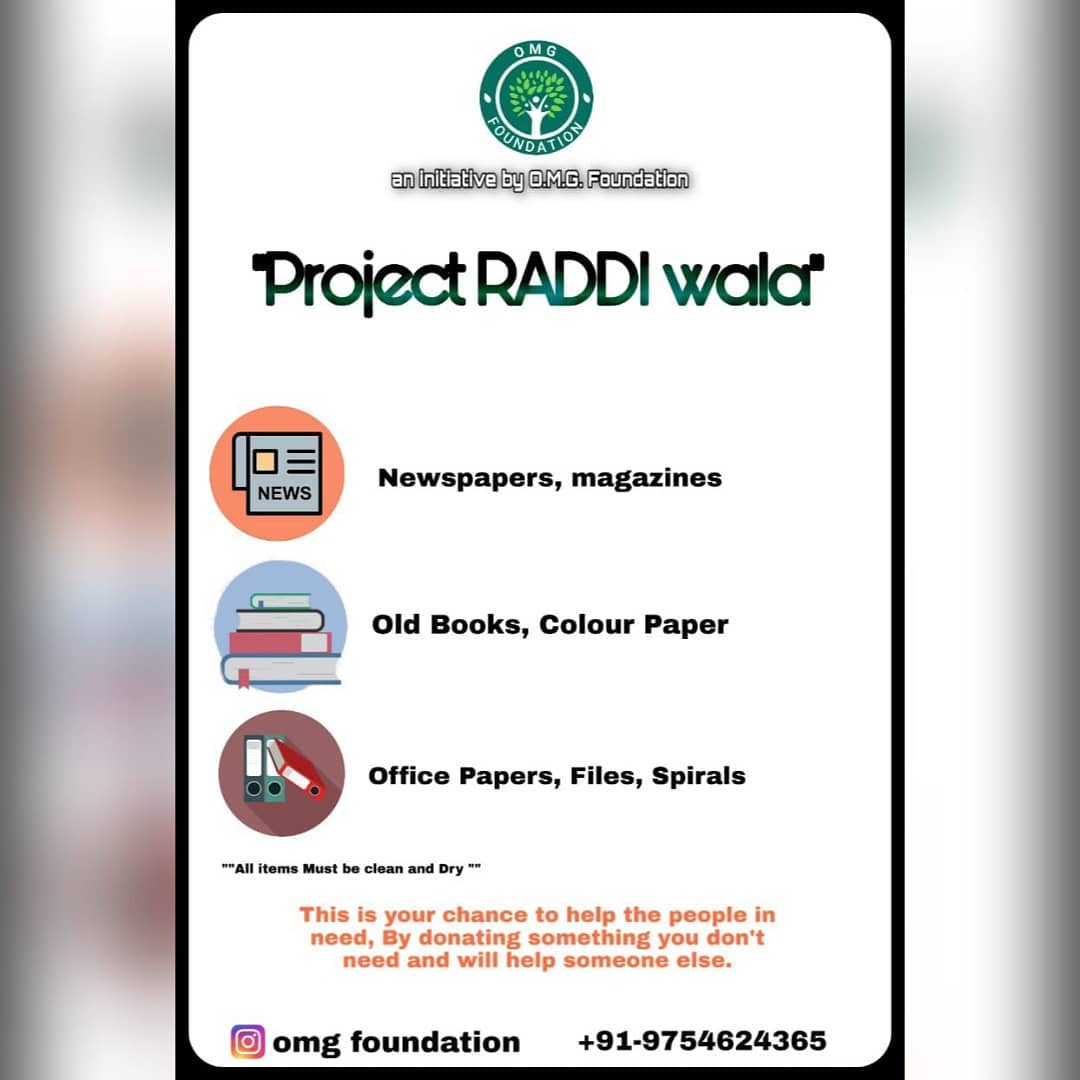 OMG
FOUNDATION
an initiative by O.M.G. Foundation
"Project RADDI wala"
NEWS
Newspapers, magazines
Old Books, Colour Paper
Office Papers, Files, Spirals
""All items Must be clean and Dry ""
This is your chance to help the people in
need, By donating something you don't
need and will help someone else.
omg foundation
+91-9754624365